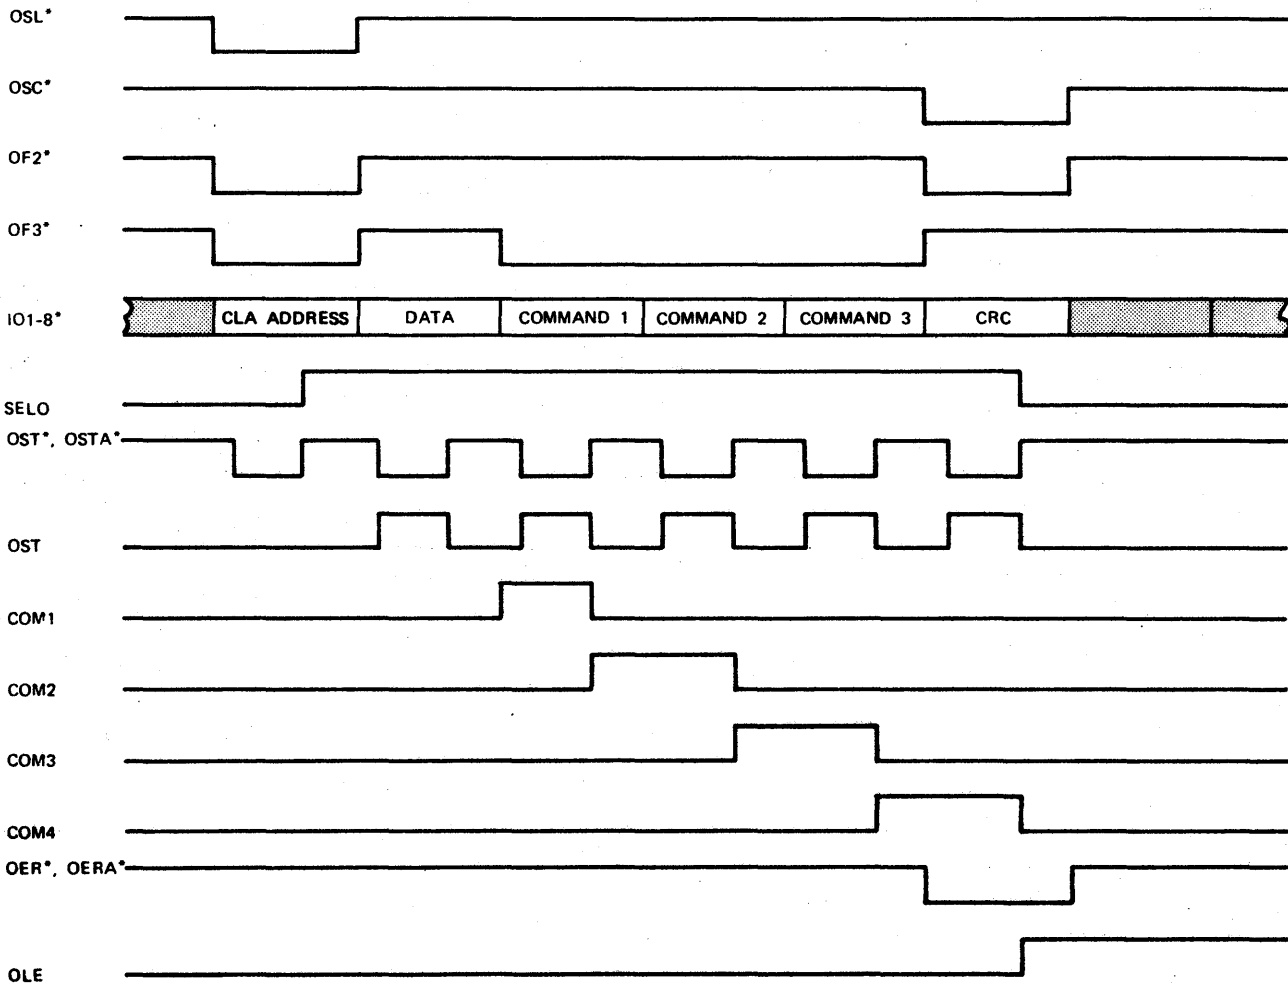 OSL*
OSC*
OF2*
OF3*
IO1-8* CLA ADDRESS DATA COMMAND 1 COMMAND 2 COMMAND 3 CRC
SELO
OST*, OSTA*
OST
COM1
COM2
COM3
COM4
OER*, OERA*
OLE